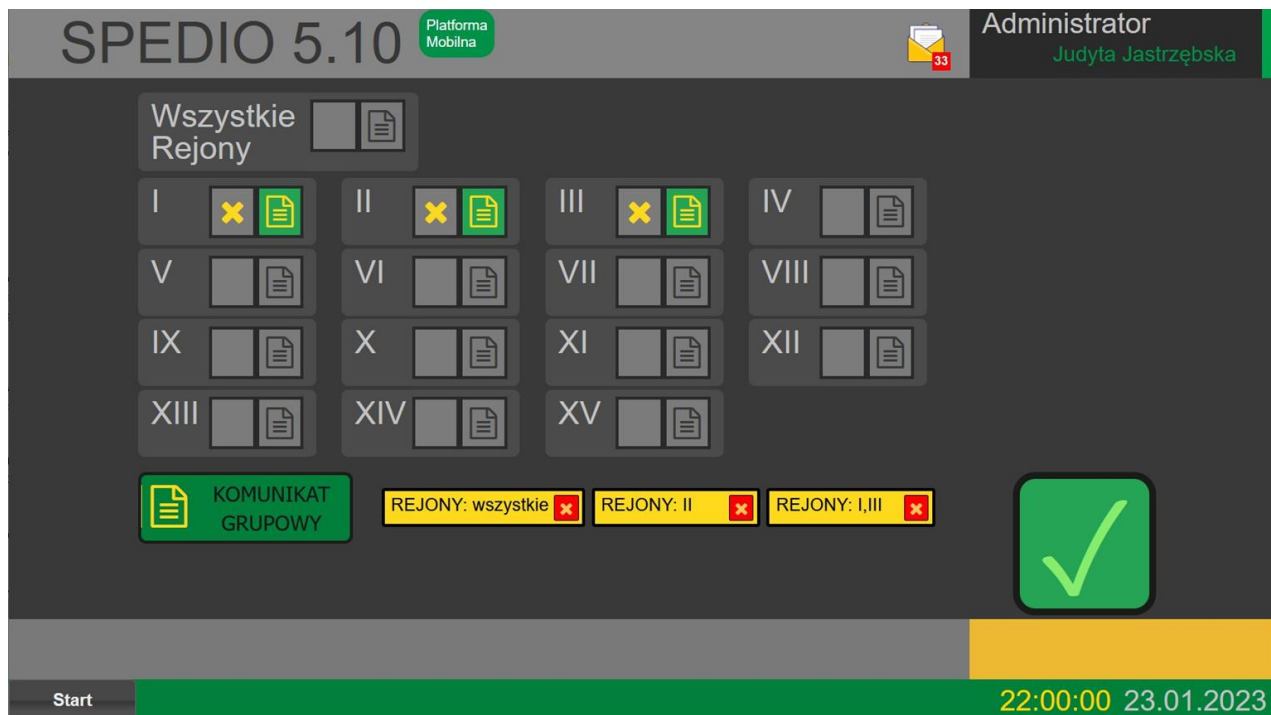 SPEDIO 5.10
Platforma
Mobilna
33
Administrator
Judyta Jastrzębska
Wszystkie
Rejony
I
II
III
IV
V
VI
VII
VIII
IX
X
XI
XII
XIII
XIV
XV
KOMUNIKAT
GRUPOWY
REJONY: wszystkie
REJONY: II
REJONY: I,III
Start
22:00:00 23.01.2023